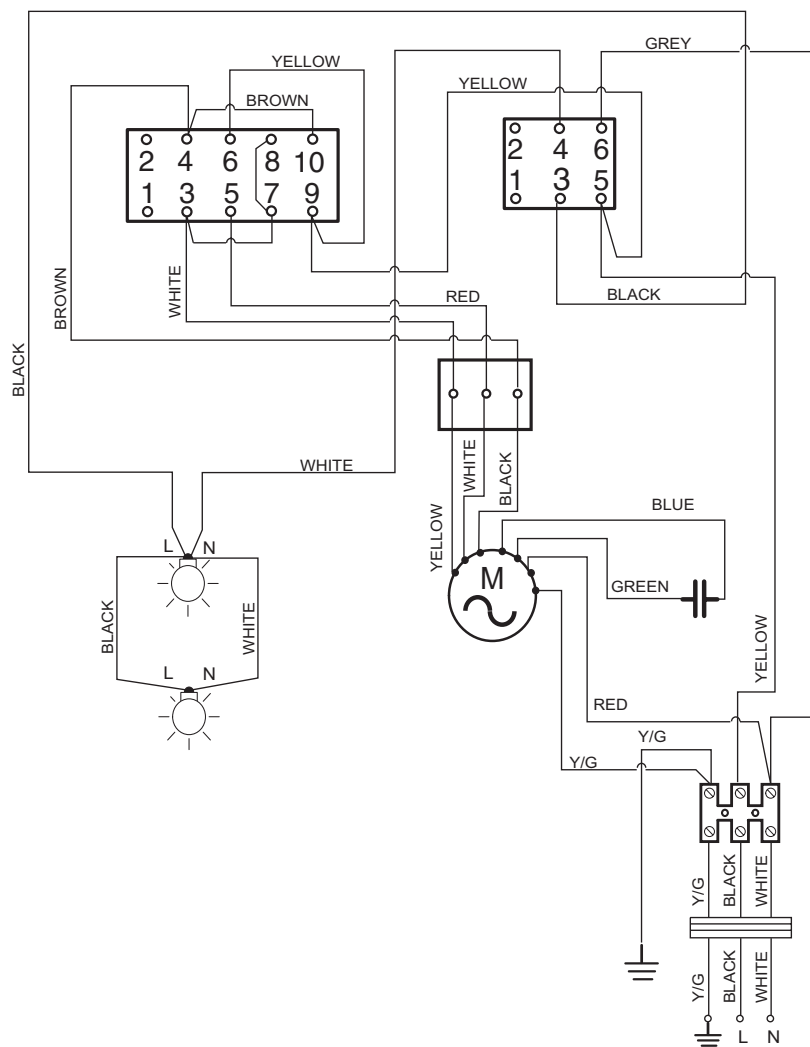 GREY
YELLOW
YELLOW
BROWN
2 4 6 8 10
1 3 5 7 9
2 4 6
1 3 5
BROWN
WHITE
RED
BLACK
BLACK
WHITE
WHITE
BLACK
YELLOW
BLUE
L N
M
GREEN
BLACK
WHITE
YELLOW
L N
RED
Y/G
Y/G
Y/G
BLACK
WHITE
Y/G
BLACK
WHITE
L N